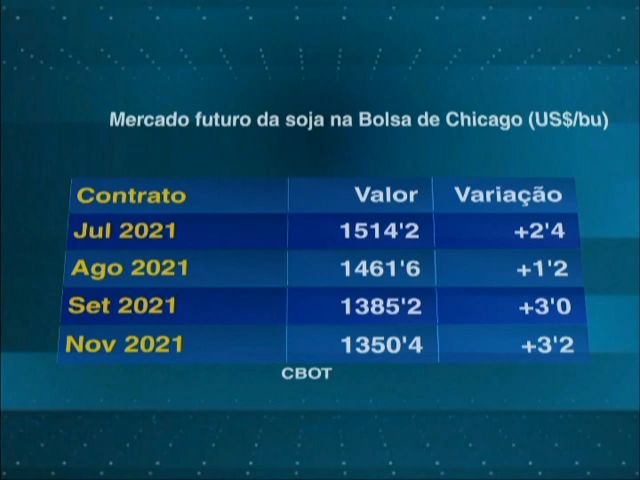 Mercado futuro da soja na Bolsa de Chicago (US$/bu)
Contrato Valor Variação
Jul 2021 1514'2 +2'4
Ago 2021 1461'6 +1'2
Set 2021 1385'2 +3'0
Nov 2021 1350'4 +3'2
CBOT